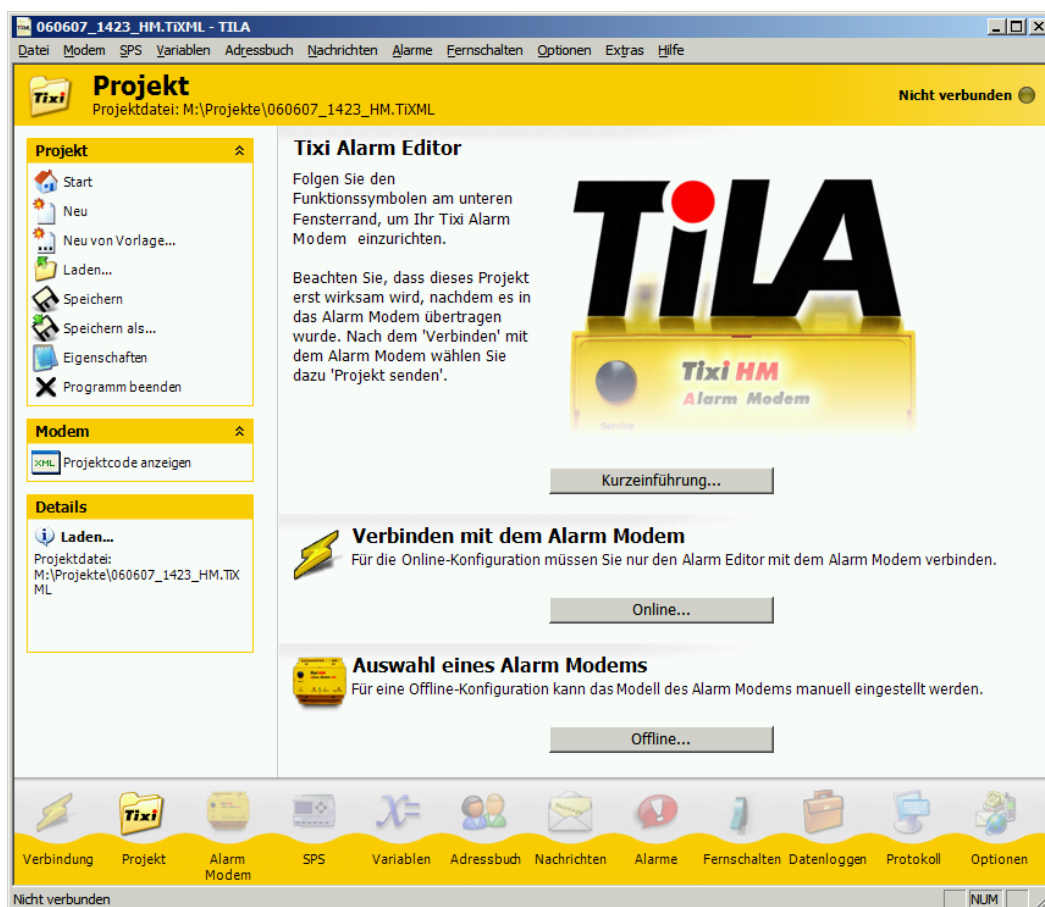 060607_1423_HM.TiXML - TILA
Datei Modem SPS Variablen Adressbuch Nachrichten Alarme Fernschalten Optionen Extras Hilfe
Tixi
Projekt
Projektdatei: M:\Projekte\060607_1423_HM.TiXML
Nicht verbunden
Projekt
Start
Neu
Neu von Vorlage...
Laden...
Speichern
Speichern als...
Eigenschaften
Programm beenden
Modem
XML Projektcode anzeigen
Details
Laden...
Projektdatei:
M:\Projekte\060607_1423_HM.TiX
ML
Tixi Alarm Editor
Folgen Sie den
Funktionssymbolen am unteren
Fensterrand, um Ihr Tixi Alarm
Modem einzurichten.
Beachten Sie, dass dieses Projekt
erst wirksam wird, nachdem es in
das Alarm Modem übertragen
wurde. Nach dem 'Verbinden' mit
dem Alarm Modem wählen Sie
dazu 'Projekt senden'.
TiLA
Tixi HM
Alarm Modem
Service
Kurzeinführung...
Verbinden mit dem Alarm Modem
Für die Online-Konfiguration müssen Sie nur den Alarm Editor mit dem Alarm Modem verbinden.
Online...
Auswahl eines Alarm Modems
Für eine Offline-Konfiguration kann das Modell des Alarm Modems manuell eingestellt werden.
Offline...
Tixi
Verbindung Projekt Alarm Modem SPS Variablen Adressbuch Nachrichten Alarme Fernschalten Datenloggen Protokoll Optionen
Nicht verbunden
NUM